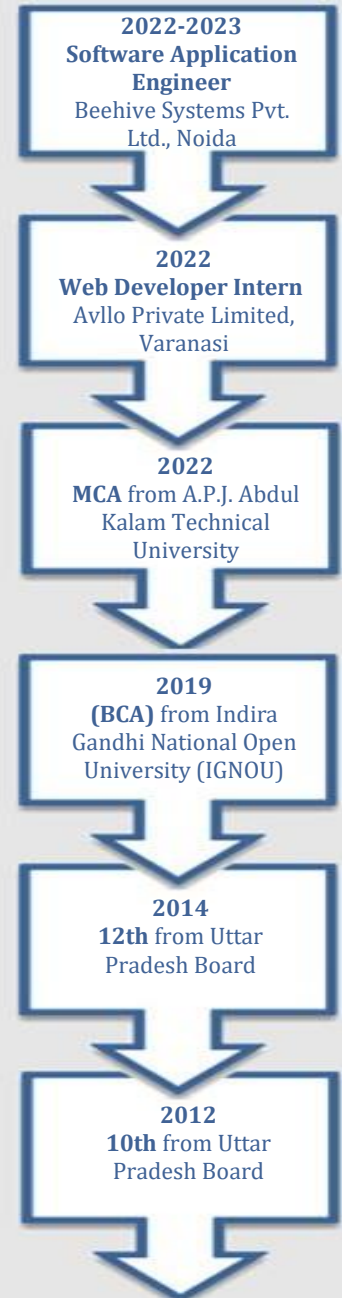 2022-2023
Software Application
Engineer
Beehive Systems Pvt.
Ltd., Noida
2022
Web Developer Intern
Avllo Private Limited,
Varanasi
2022
MCA from A.P.J. Abdul
Kalam Technical
University
2019
(BCA) from Indira
Gandhi National Open
University (IGNOU)
2014
12th from Uttar
Pradesh Board
2012
10th from Uttar
Pradesh Board